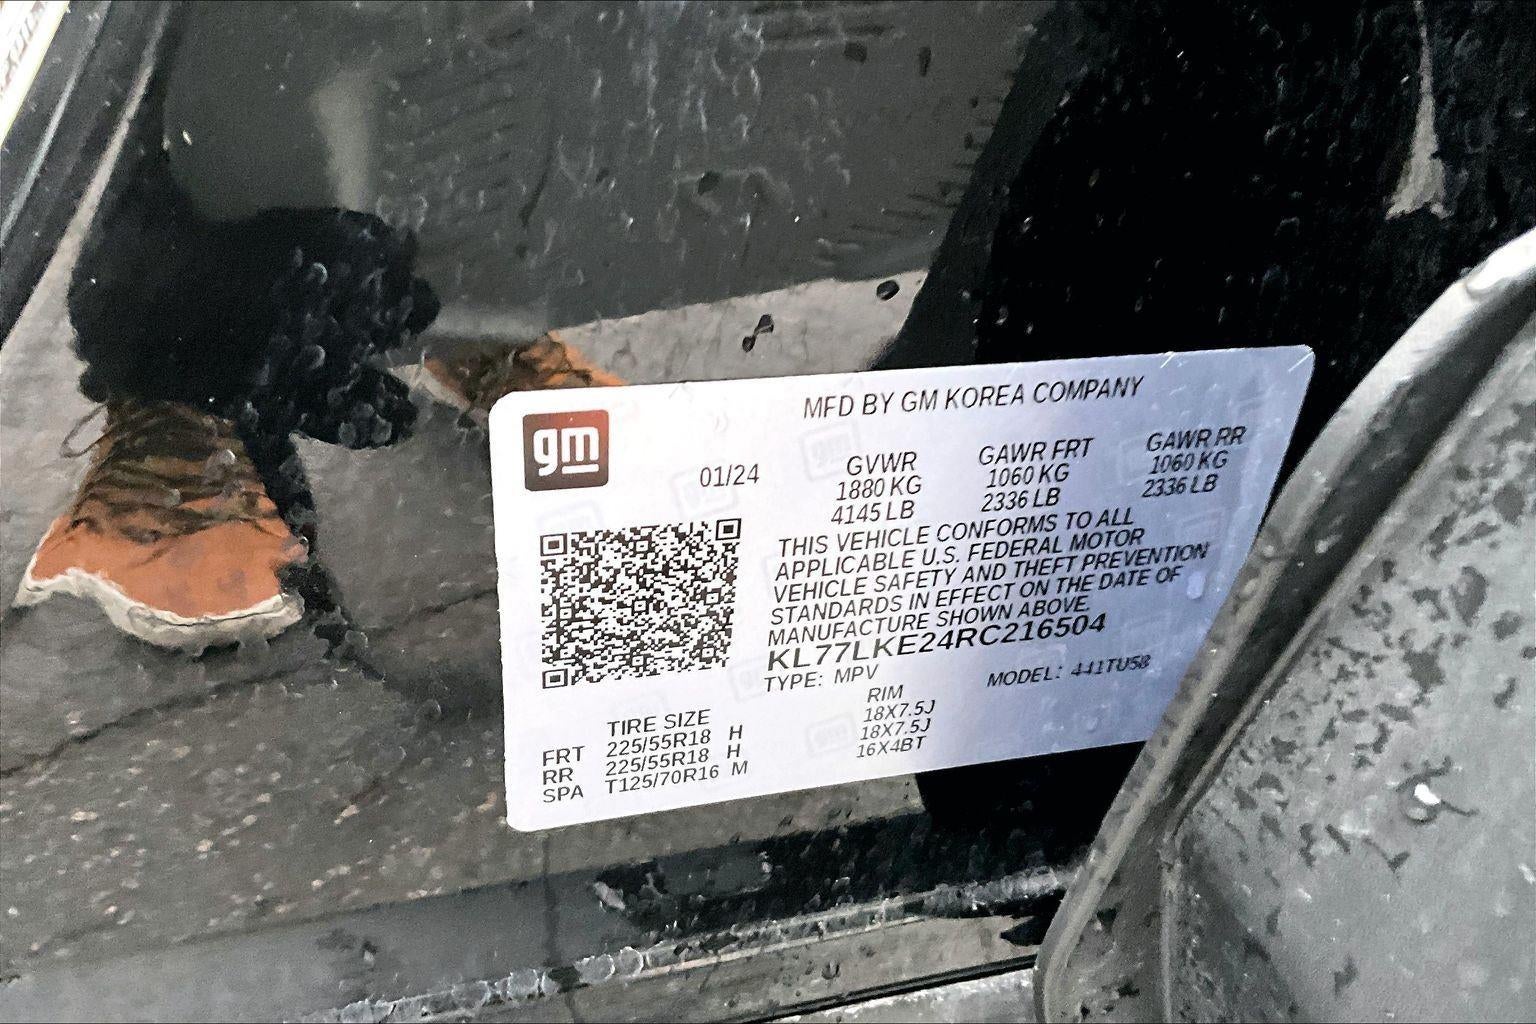 gm
MFD BY GM KOREA COMPANY
01/24
GVWR GAWR FRT GAWR RR
1880 KG 1060 KG 1060 KG
4145 LB 2336 LB 2336 LB
THIS VEHICLE CONFORMS TO ALL
APPLICABLE U.S. FEDERAL MOTOR
VEHICLE SAFETY AND THEFT PREVENTION
STANDARDS IN EFFECT ON THE DATE OF
MANUFACTURE SHOWN ABOVE.
KL77LKE24RC216504
TYPE: MPV MODEL: 441TU58
TIRE SIZE RIM
FRT 225/55R18 H 18X7.5J
RR 225/55R18 H 18X7.5J
SPA T125/70R16 M 16X4BT